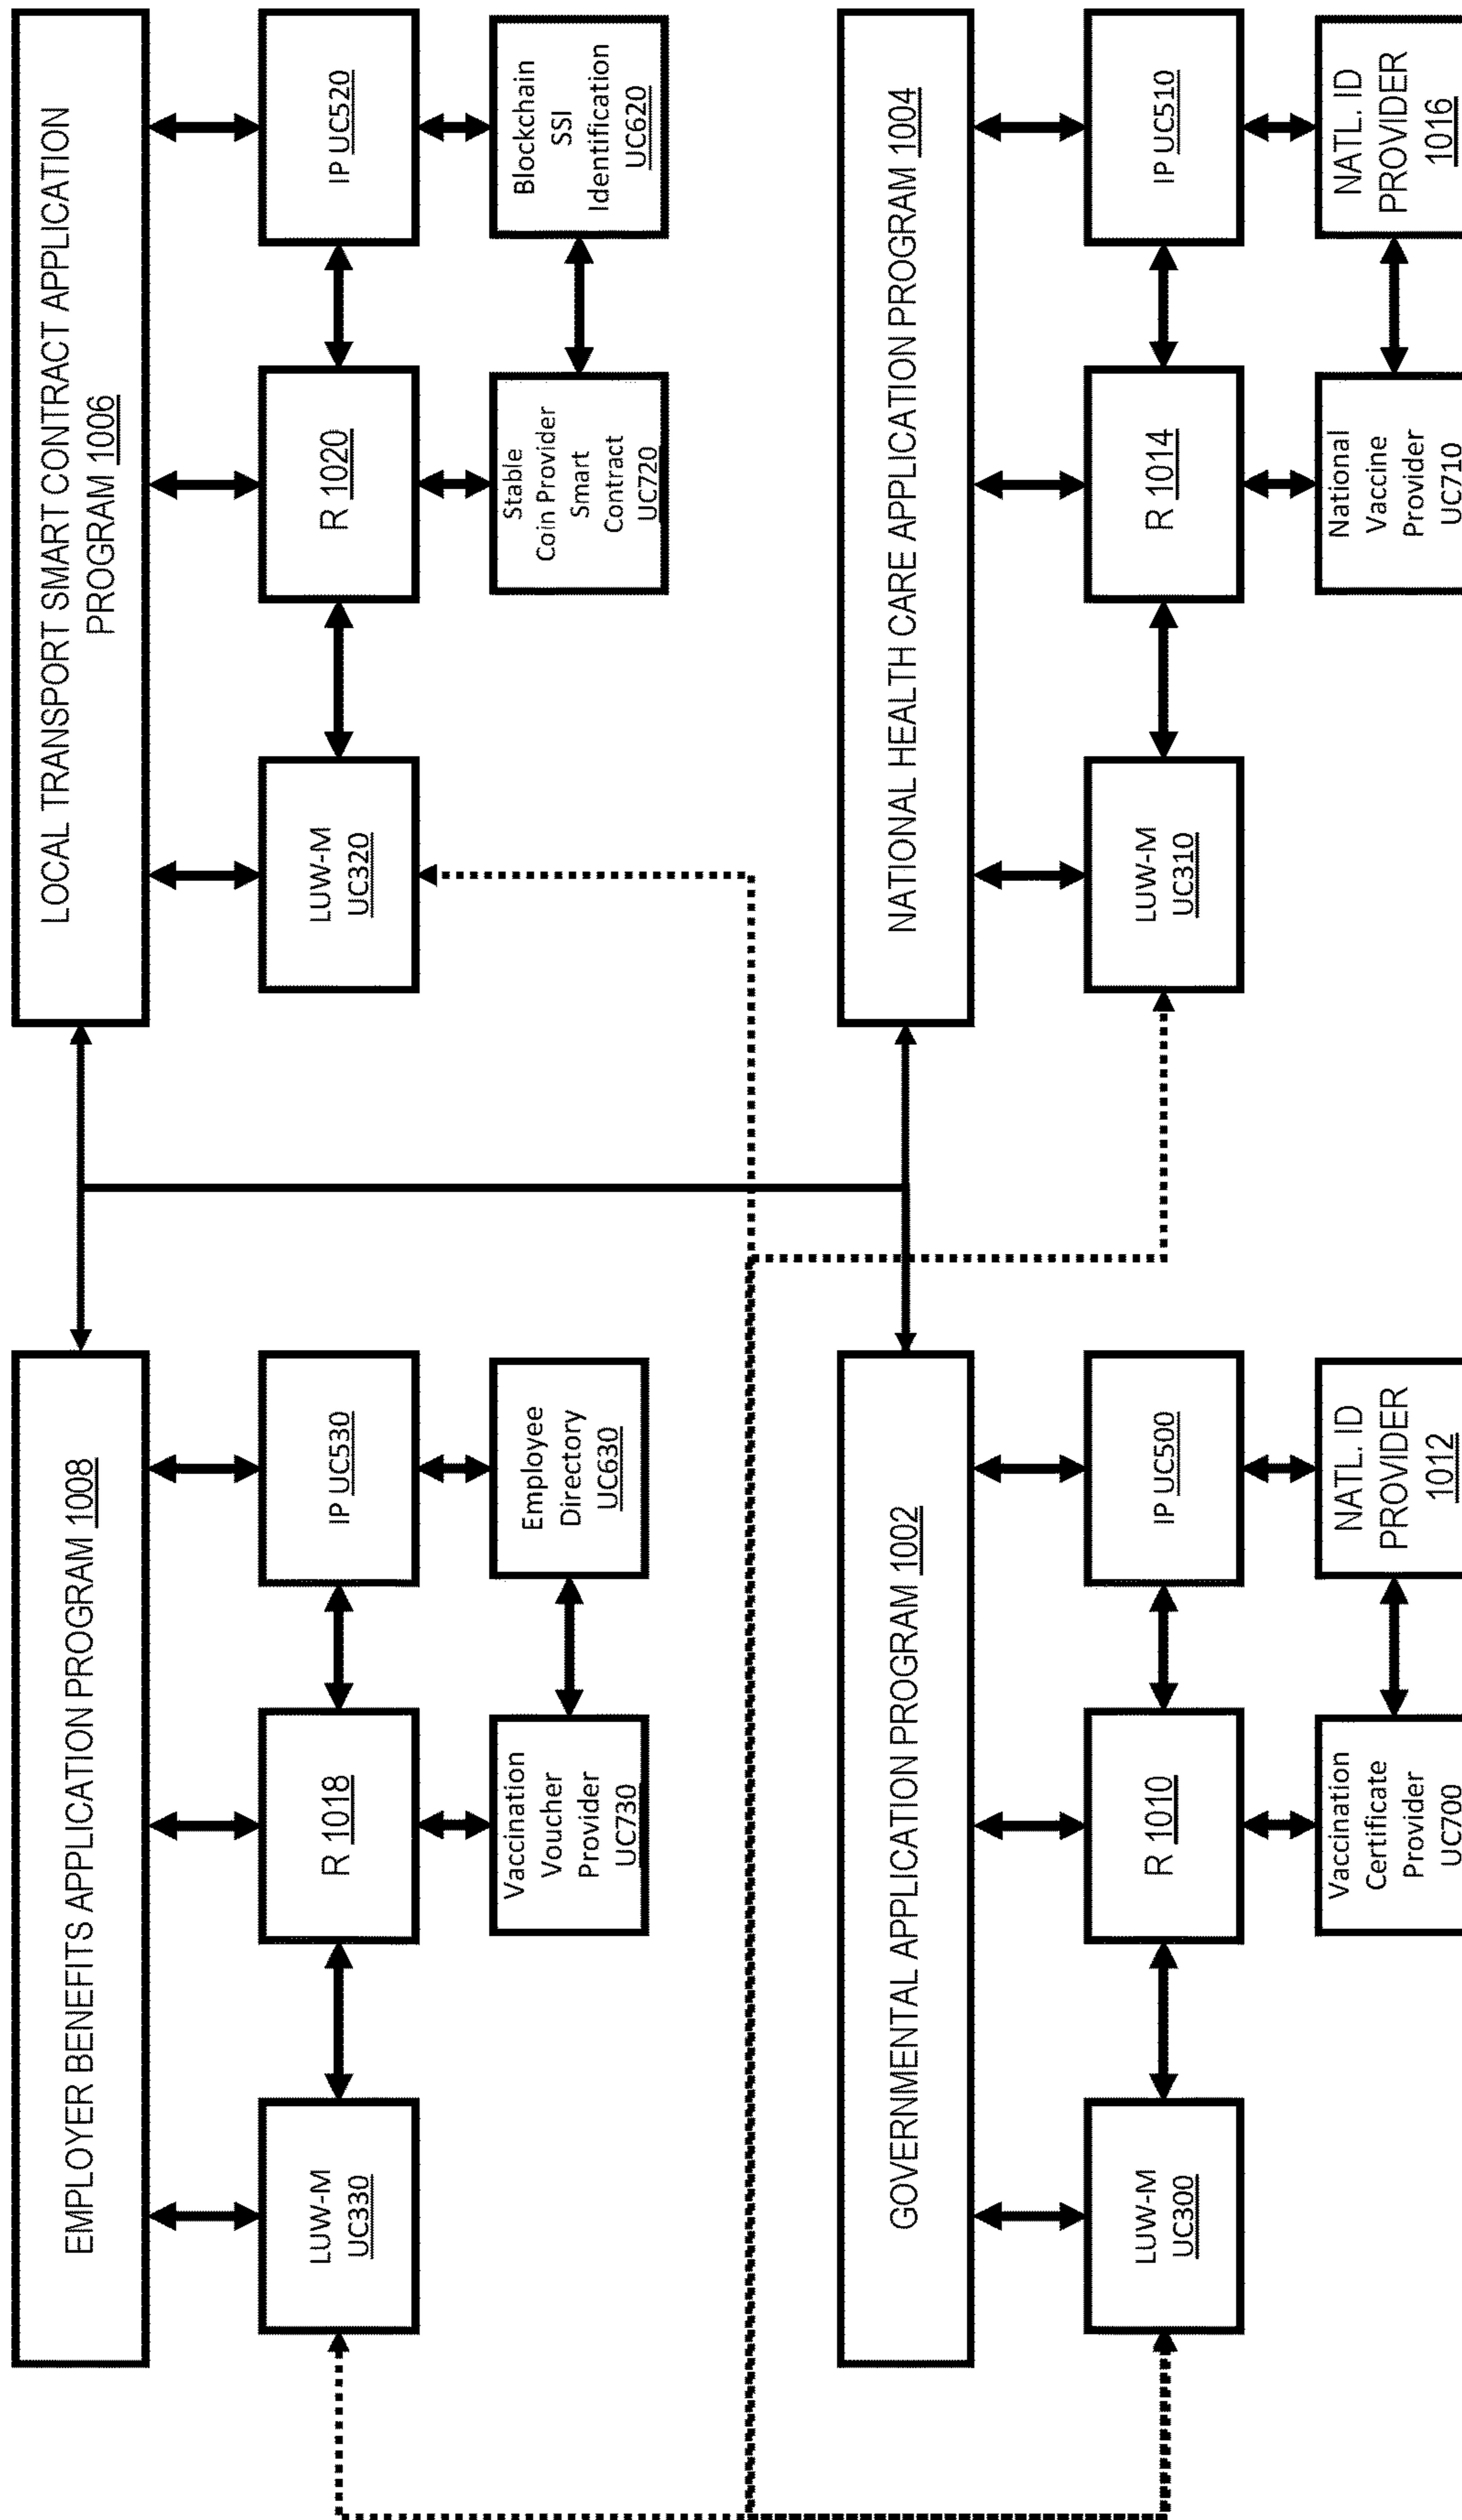 EMPLOYER BENEFITS APPLICATION PROGRAM 1008
LUW-M
UC330
R 1018
IP UC530
Vaccination
Voucher
Provider
UC730
Employee
Directory
UC630
LOCAL TRANSPORT SMART CONTRACT APPLICATION
PROGRAM 1006
LUW-M
UC320
R 1020
IP UC520
Stable
Coin Provider
Smart
Contract
UC720
Blockchain
SSI
Identification
UC620
GOVERNMENTAL APPLICATION PROGRAM 1002
LUW-M
UC300
R 1010
IP UC500
Vaccination
Certificate
Provider
UC700
NATL. ID
PROVIDER
1012
NATIONAL HEALTH CARE APPLICATION PROGRAM 1004
LUW-M
UC310
R 1014
IP UC510
National
Vaccine
Provider
UC710
NATL. ID
PROVIDER
1016